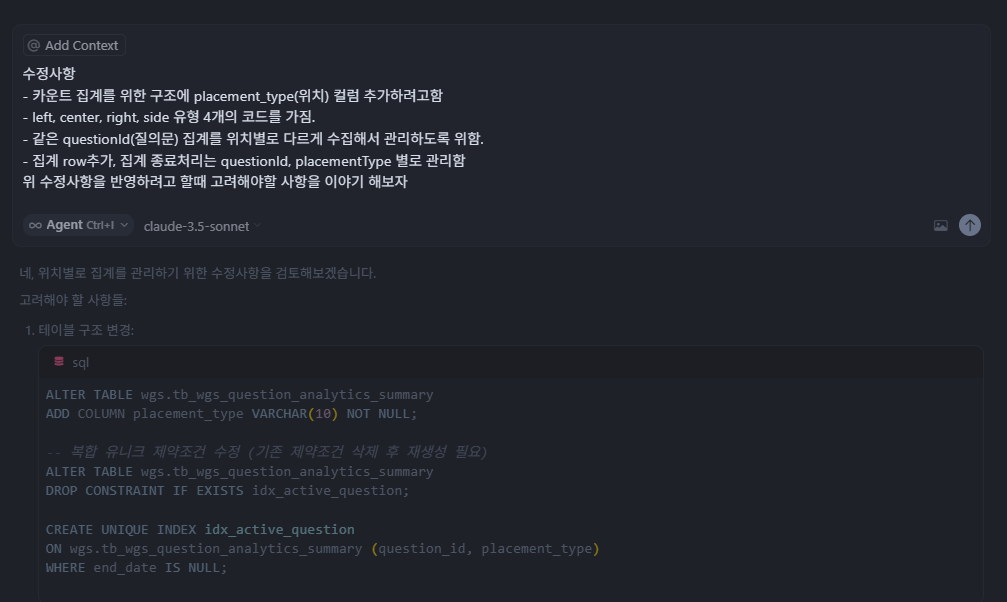 @ Add Context
수정사항
- 카운트 집계를 위한 구조에 placement_type(위치) 컬럼 추가하려고함
- left, center, right, side 유형 4개의 코드를 가짐.
- 같은 questionId(질의문) 집계를 위치별로 다르게 수집해서 관리하도록 위함.
- 집계 row추가, 집계 종료처리는 questionId, placementType 별로 관리함
위 수정사항을 반영하려고 할때 고려해야할 사항을 이야기 해보자
∞ Agent Ctrl+I claude-3.5-sonnet
네, 위치별로 집계를 관리하기 위한 수정사항을 검토해보겠습니다.
고려해야 할 사항들:
1. 테이블 구조 변경:
sql
ALTER TABLE wgs.tb_wgs_question_analytics_summary
ADD COLUMN placement_type VARCHAR(10) NOT NULL;
-- 복합 유니크 제약조건 수정 (기존 제약조건 삭제 후 재생성 필요)
ALTER TABLE wgs.tb_wgs_question_analytics_summary
DROP CONSTRAINT IF EXISTS idx_active_question;
CREATE UNIQUE INDEX idx_active_question
ON wgs.tb_wgs_question_analytics_summary (question_id, placement_type)
WHERE end_date IS NULL;